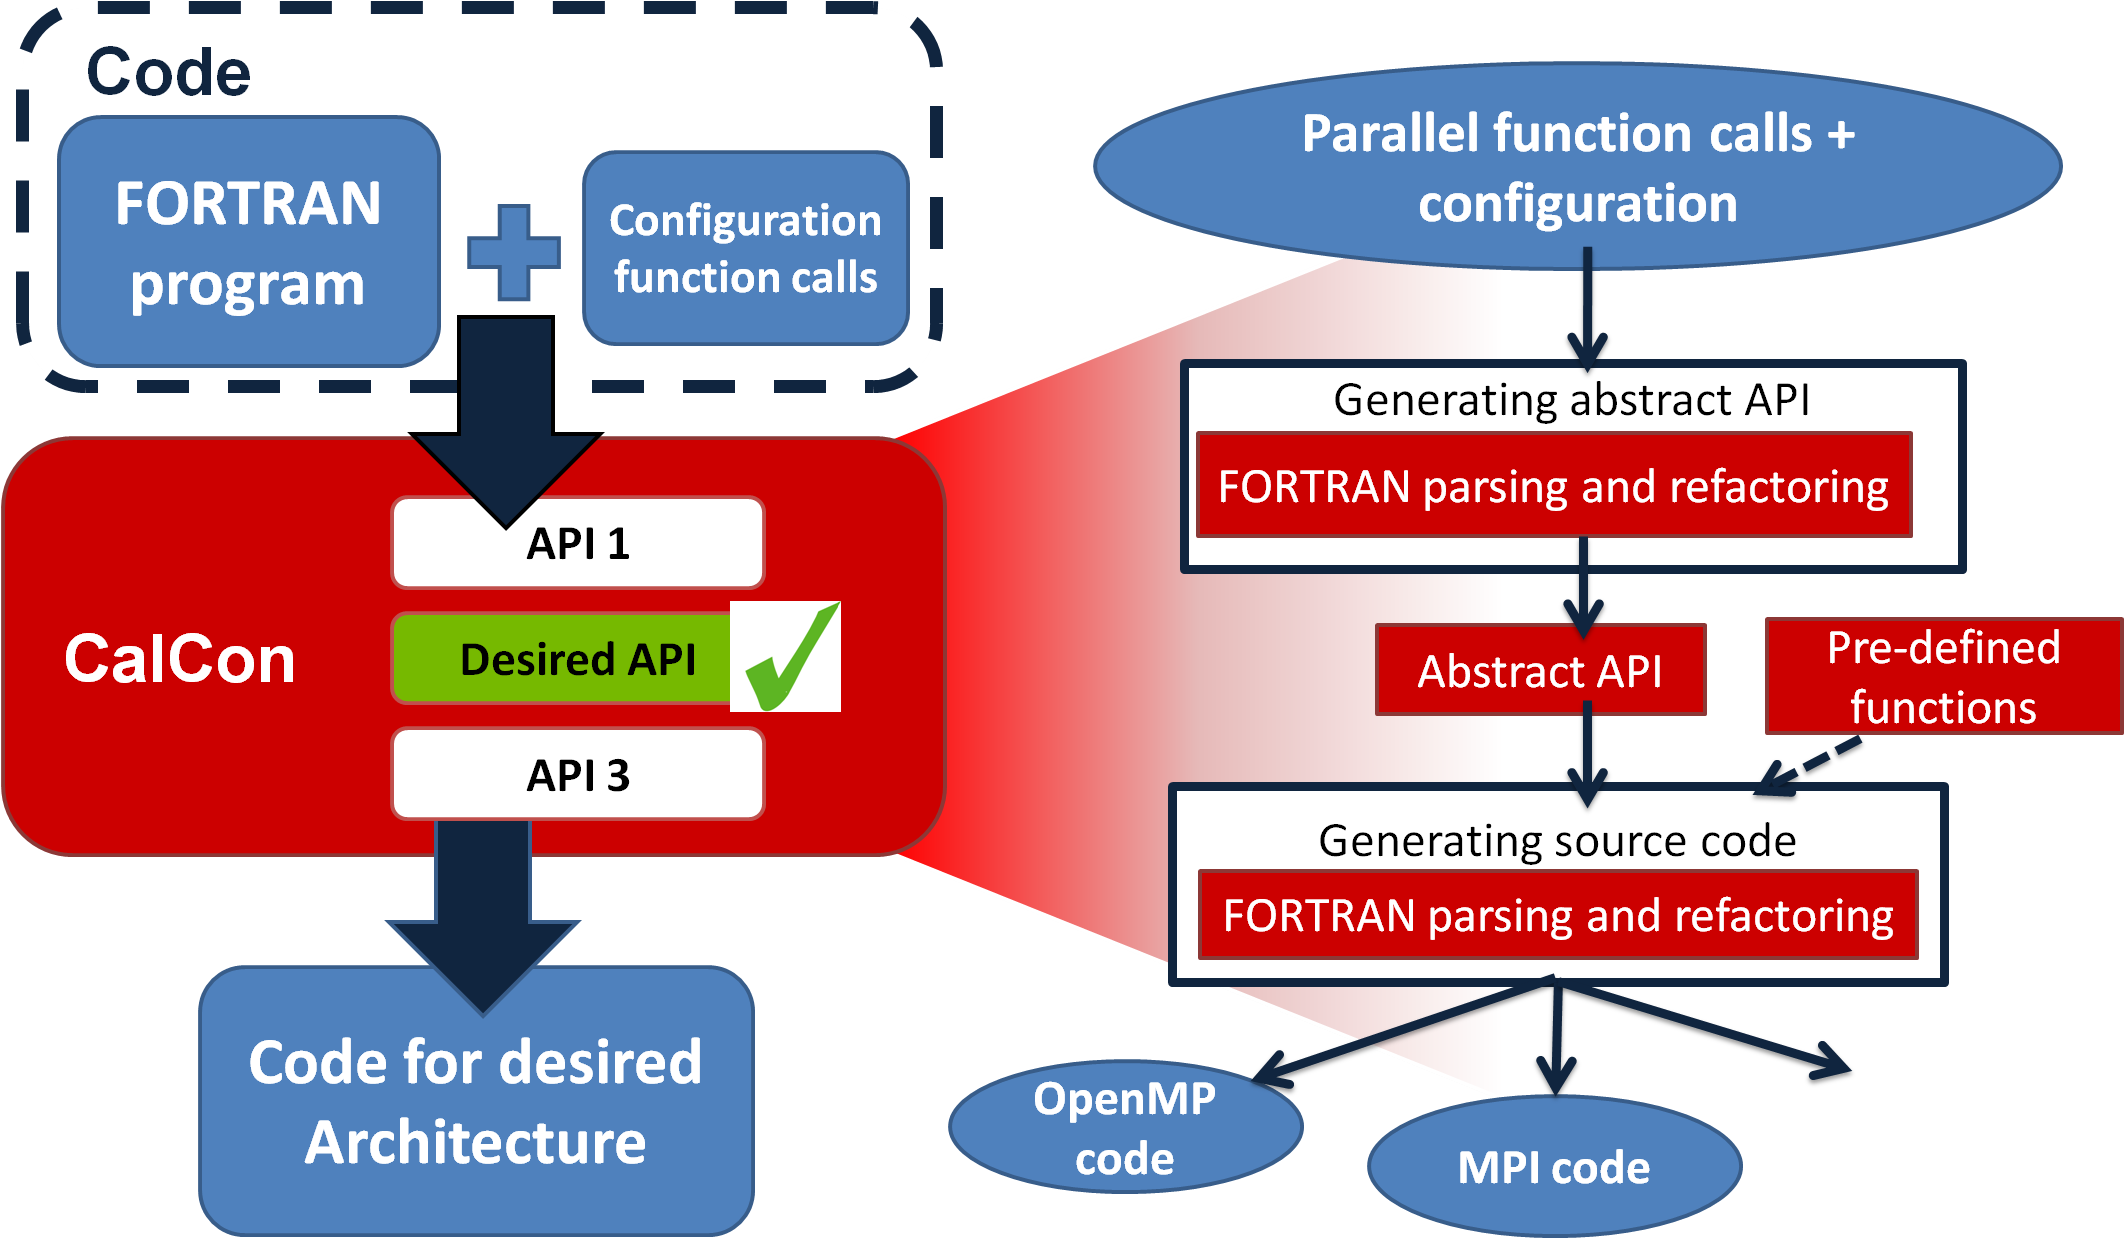 Code
FORTRAN
program
Configuration
function calls
CalCon
API 1
Desired API
API 3
Code for desired
Architecture
Parallel function calls +
configuration
Generating abstract API
FORTRAN parsing and refactoring
Abstract API
Pre-defined
functions
Generating source code
FORTRAN parsing and refactoring
OpenMP
code
MPI code